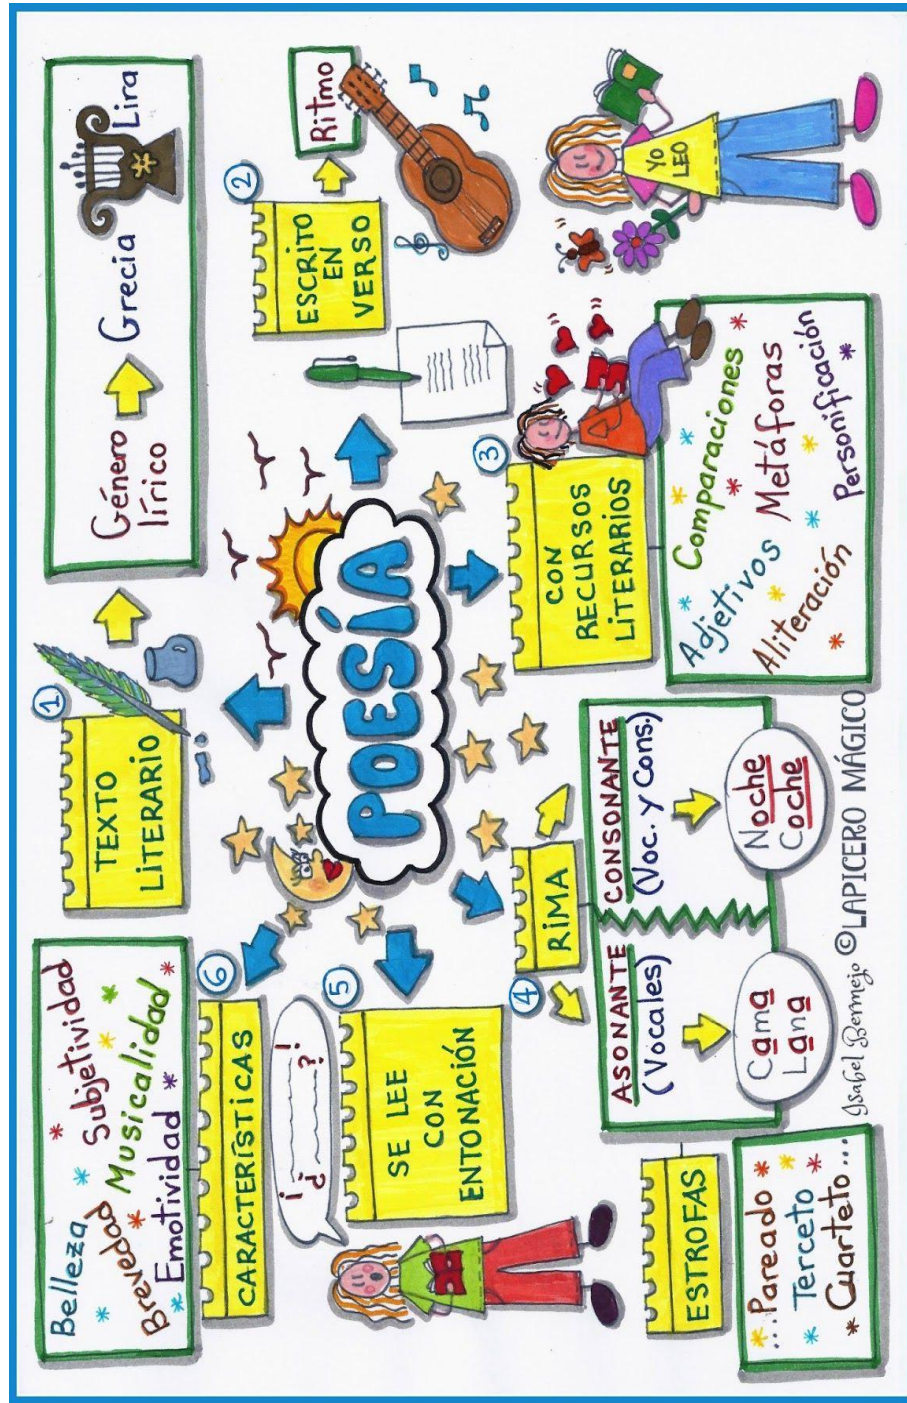 POESÍA
1
TEXTO
LITERARIO
Género
lírico
Grecia
Lira
2
ESCRITO
EN
VERSO
Ritmo
3
CON
RECURSOS
LITERARIOS
Comparaciones
Adjetivos
Metáforas
Aliteración
Personificación
4
RIMA
ASONANTE
(Vocales)
Cama
Lana
CONSONANTE
(Voc. y Cons.)
Noche
Coche
ESTROFAS
...Pareado
Terceto
Cuarteto...
5
SE LEE
CON
ENTONACIÓN
¡ !
¿ ?
6
CARACTERÍSTICAS
Belleza
Subjetividad
Brevedad
Musicalidad
Emotividad
YO
LEO
Isabel Bermejo ©LAPICERO MÁGICO